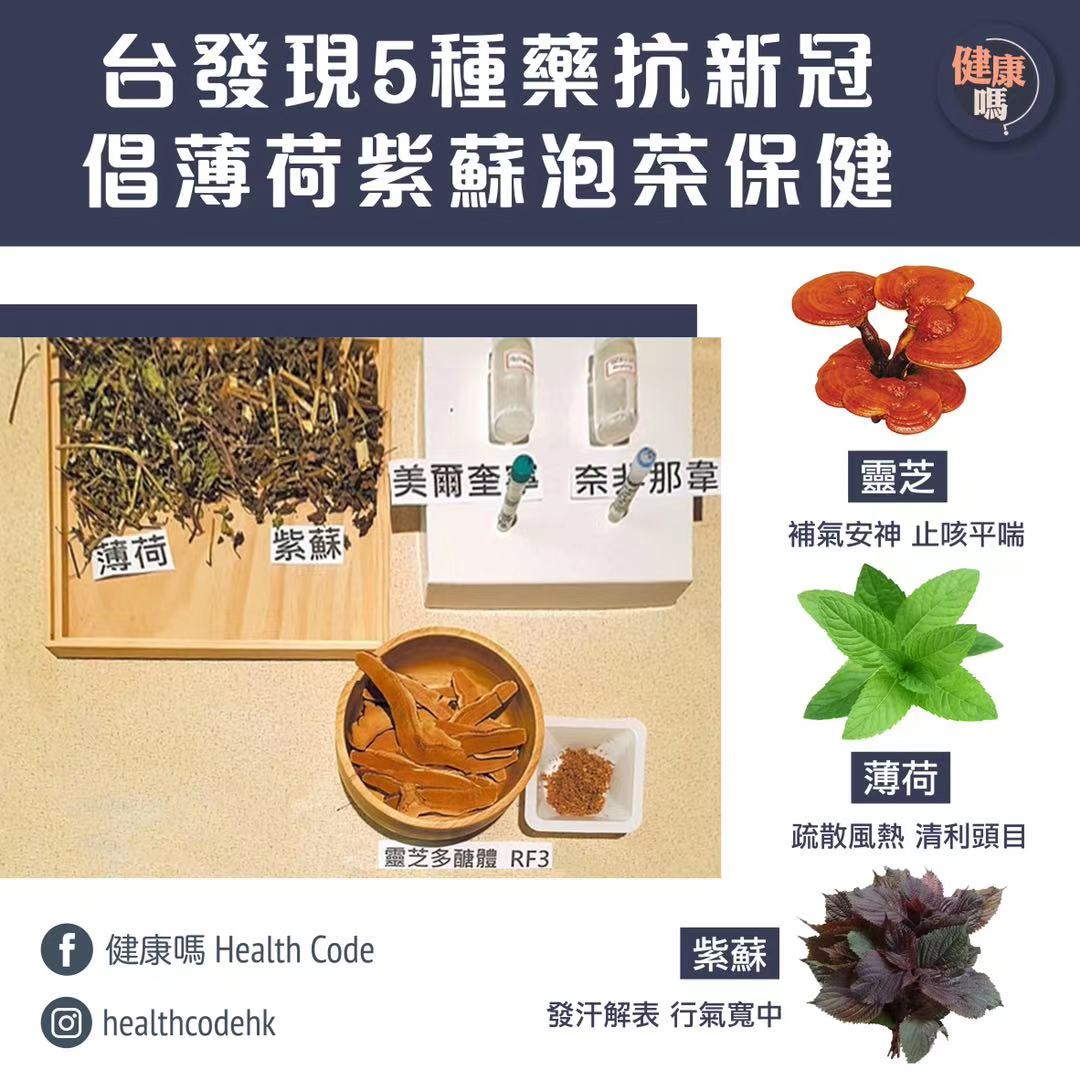 台發現5種藥抗新冠
倡薄荷紫蘇泡茶保健
健康
嗎?
薄荷
紫蘇
美爾奎寧
奈非那韋
靈芝多醣體 RF3
靈芝
補氣安神 止咳平喘
薄荷
疏散風熱 清利頭目
紫蘇
發汗解表 行氣寬中
健康嗎 Health Code
healthcodehk